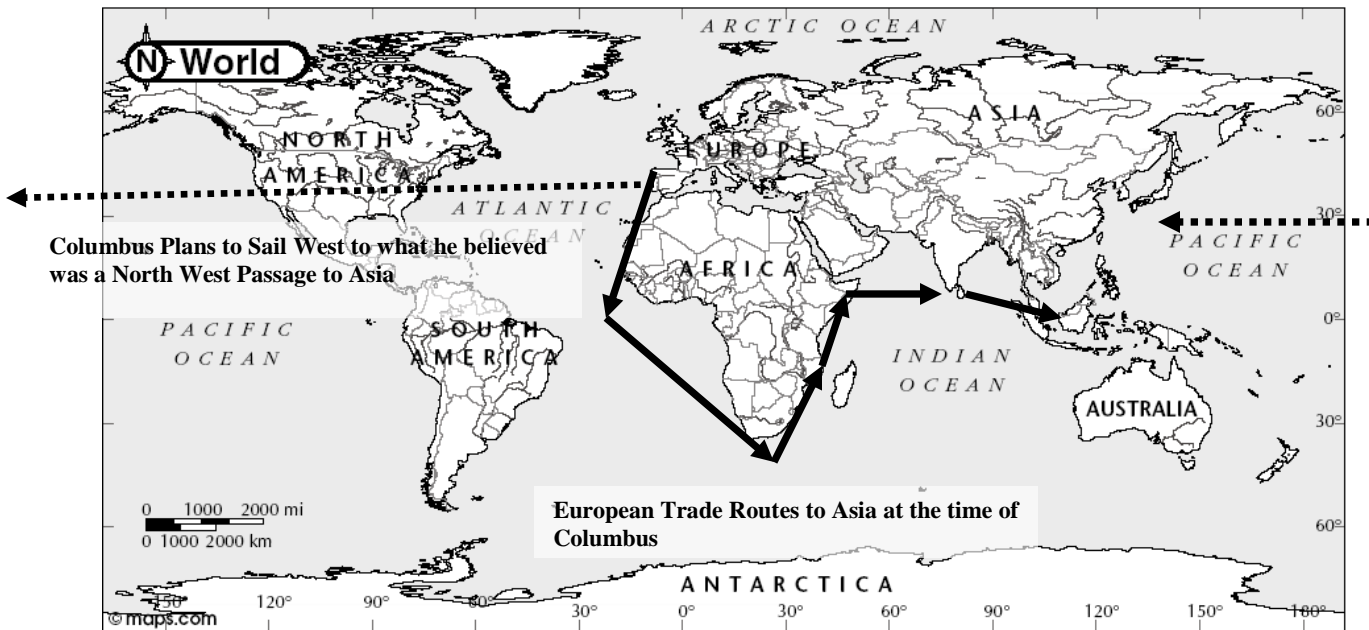 ARCTIC OCEAN
N World
ASIA
60°
NORTH
AMERICA
EUROPE
ATLANTIC
OCEAN
30°
Columbus Plans to Sail West to what he believed
was a North West Passage to Asia
PACIFIC
OCEAN
AFRICA
PACIFIC
OCEAN
SOUTH
AMERICA
0°
INDIAN
OCEAN
AUSTRALIA
30°
0 1000 2000 mi
0 1000 2000 km
European Trade Routes to Asia at the time of
Columbus
60°
ANTARCTICA
150° 120° 90° 60° 30° 0° 30° 60° 90° 120° 150° 180°
©maps.com